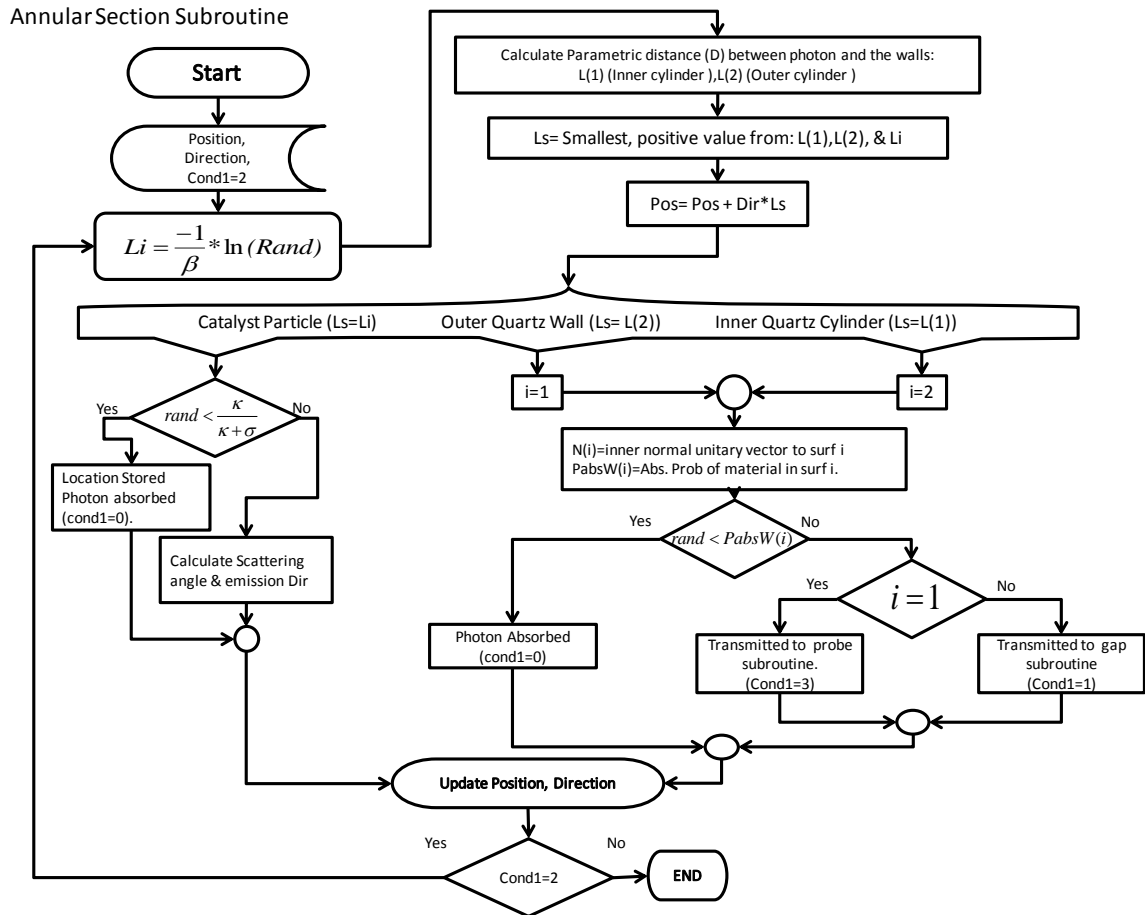 Annular Section Subroutine
Start
Position,
Direction,
Cond1=2
Li = -1/β * ln (Rand)
Calculate Parametric distance (D) between photon and the walls:
L(1) (Inner cylinder ),L(2) (Outer cylinder )
Ls= Smallest, positive value from: L(1),L(2), & Li
Pos= Pos + Dir*Ls
Catalyst Particle (Ls=Li)
Outer Quartz Wall (Ls= L(2))
Inner Quartz Cylinder (Ls=L(1))
i=1
i=2
Yes
rand < κ/(κ+σ)
No
Location Stored
Photon absorbed
(cond1=0).
Calculate Scattering
angle & emission Dir
N(i)=inner normal unitary vector to surf i
PabsW(i)=Abs. Prob of material in surf i.
Yes
rand < PabsW(i)
No
Photon Absorbed
(cond1=0)
Yes
i=1
No
Transmitted to probe
subroutine.
(Cond1=3)
Transmitted to gap
subroutine
(Cond1=1)
Update Position, Direction
Yes
Cond1=2
No
END